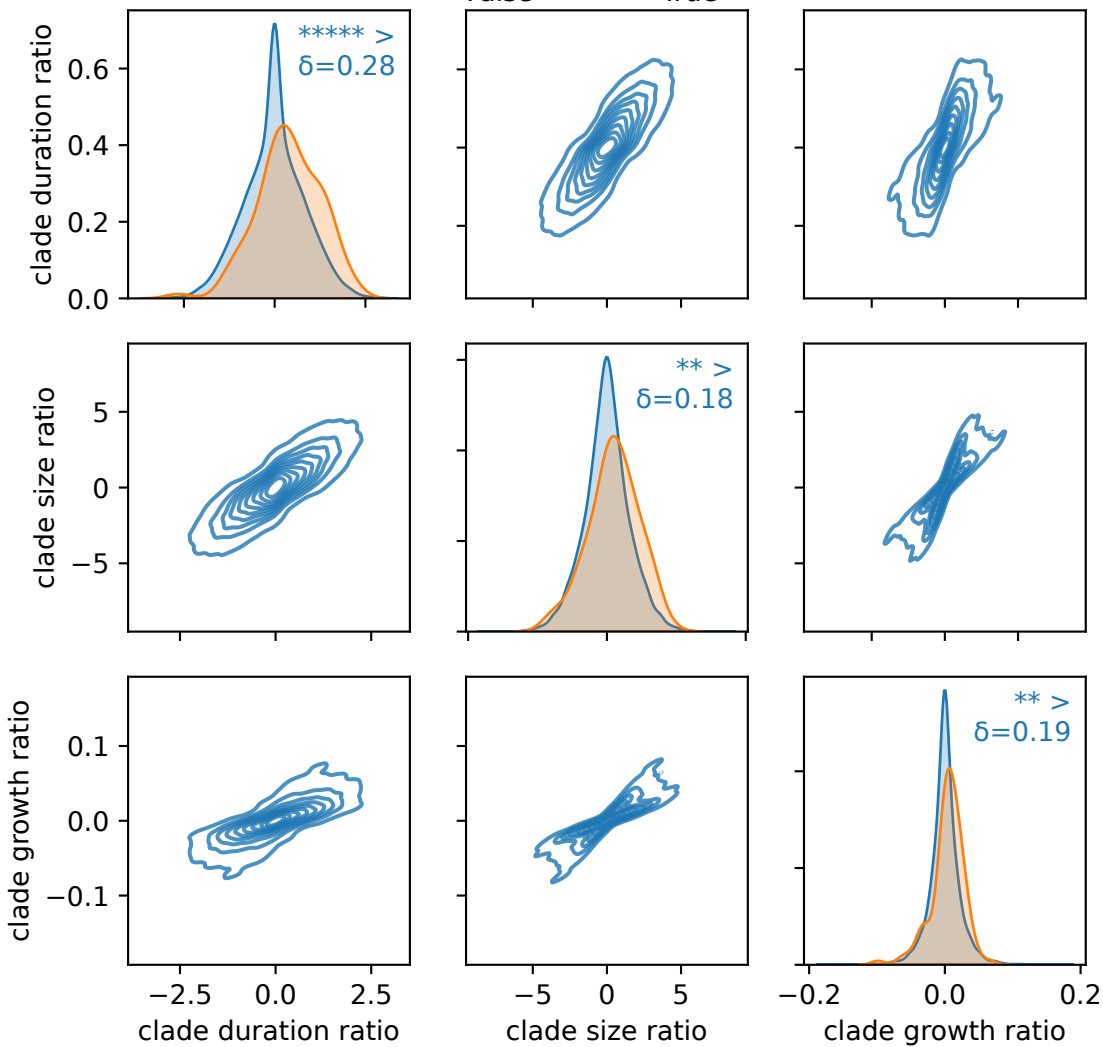 ***** >
δ=0.28
clade duration ratio
0.6
0.4
0.2
0.0
** >
δ=0.18
clade size ratio
5
0
−5
** >
δ=0.19
clade growth ratio
0.1
0.0
−0.1
−2.5 0.0 2.5 −5 0 5 −0.2 0.0 0.2
clade duration ratio clade size ratio clade growth ratio